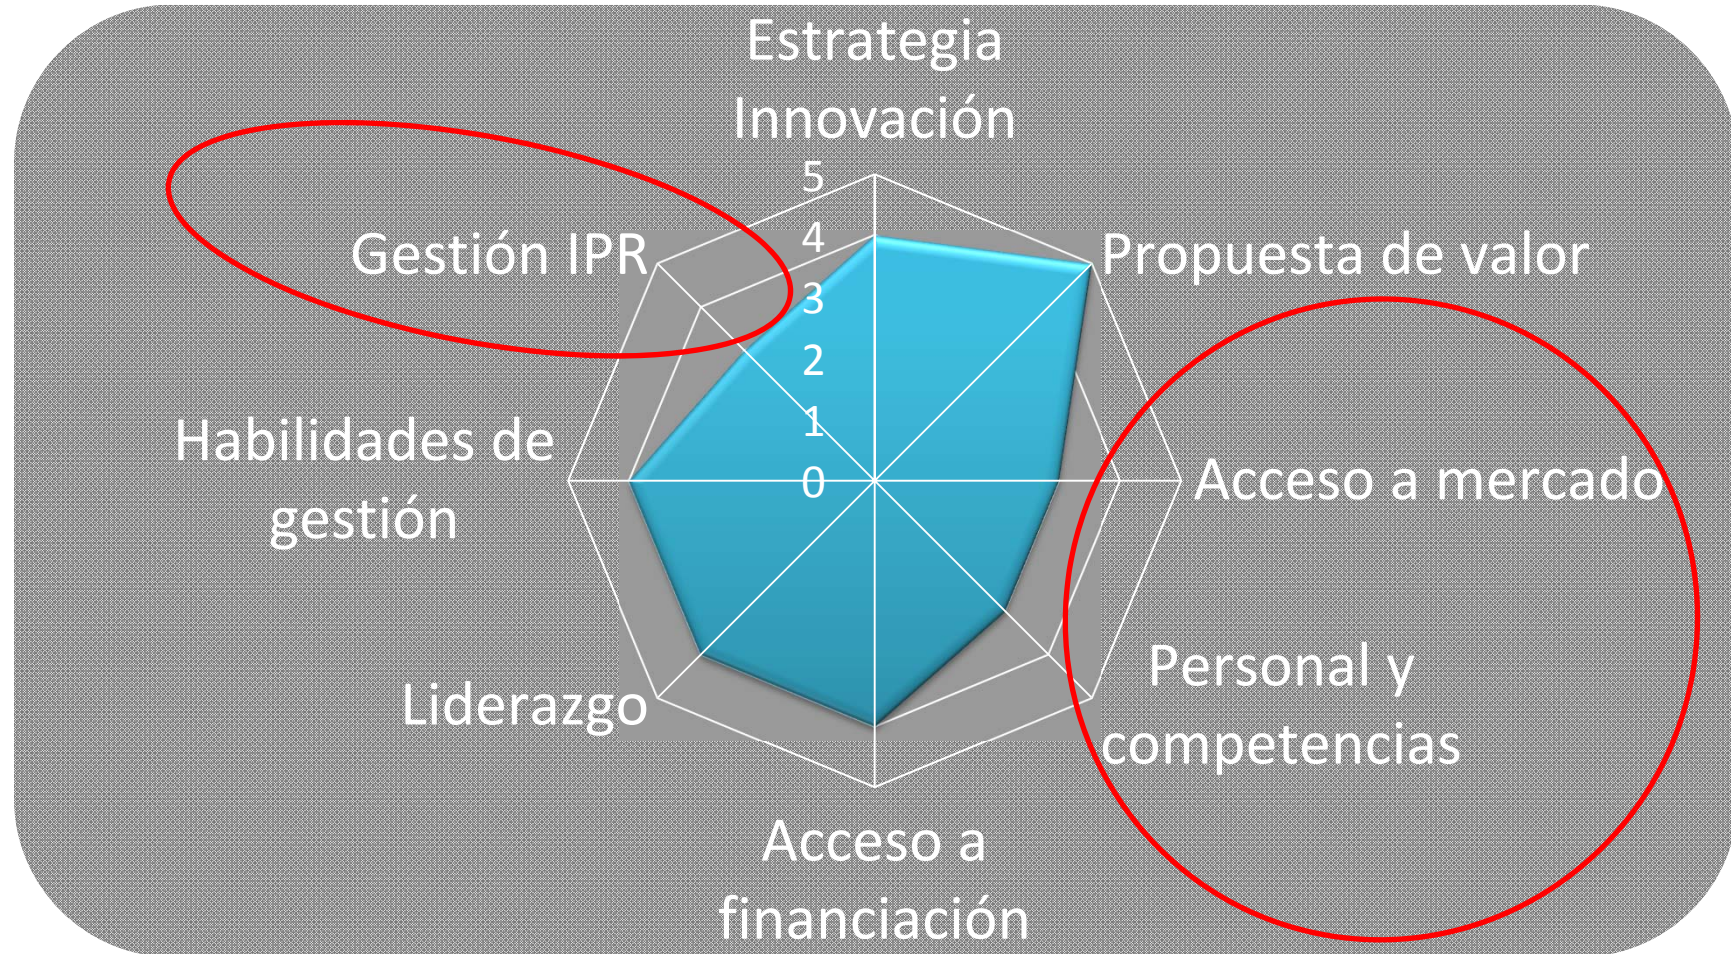 Estrategia
Innovación
5
4
3
2
1
0
Propuesta de valor
Acceso a mercado
Personal y
competencias
Acceso a
financiación
Liderazgo
Habilidades de
gestión
Gestión IPR